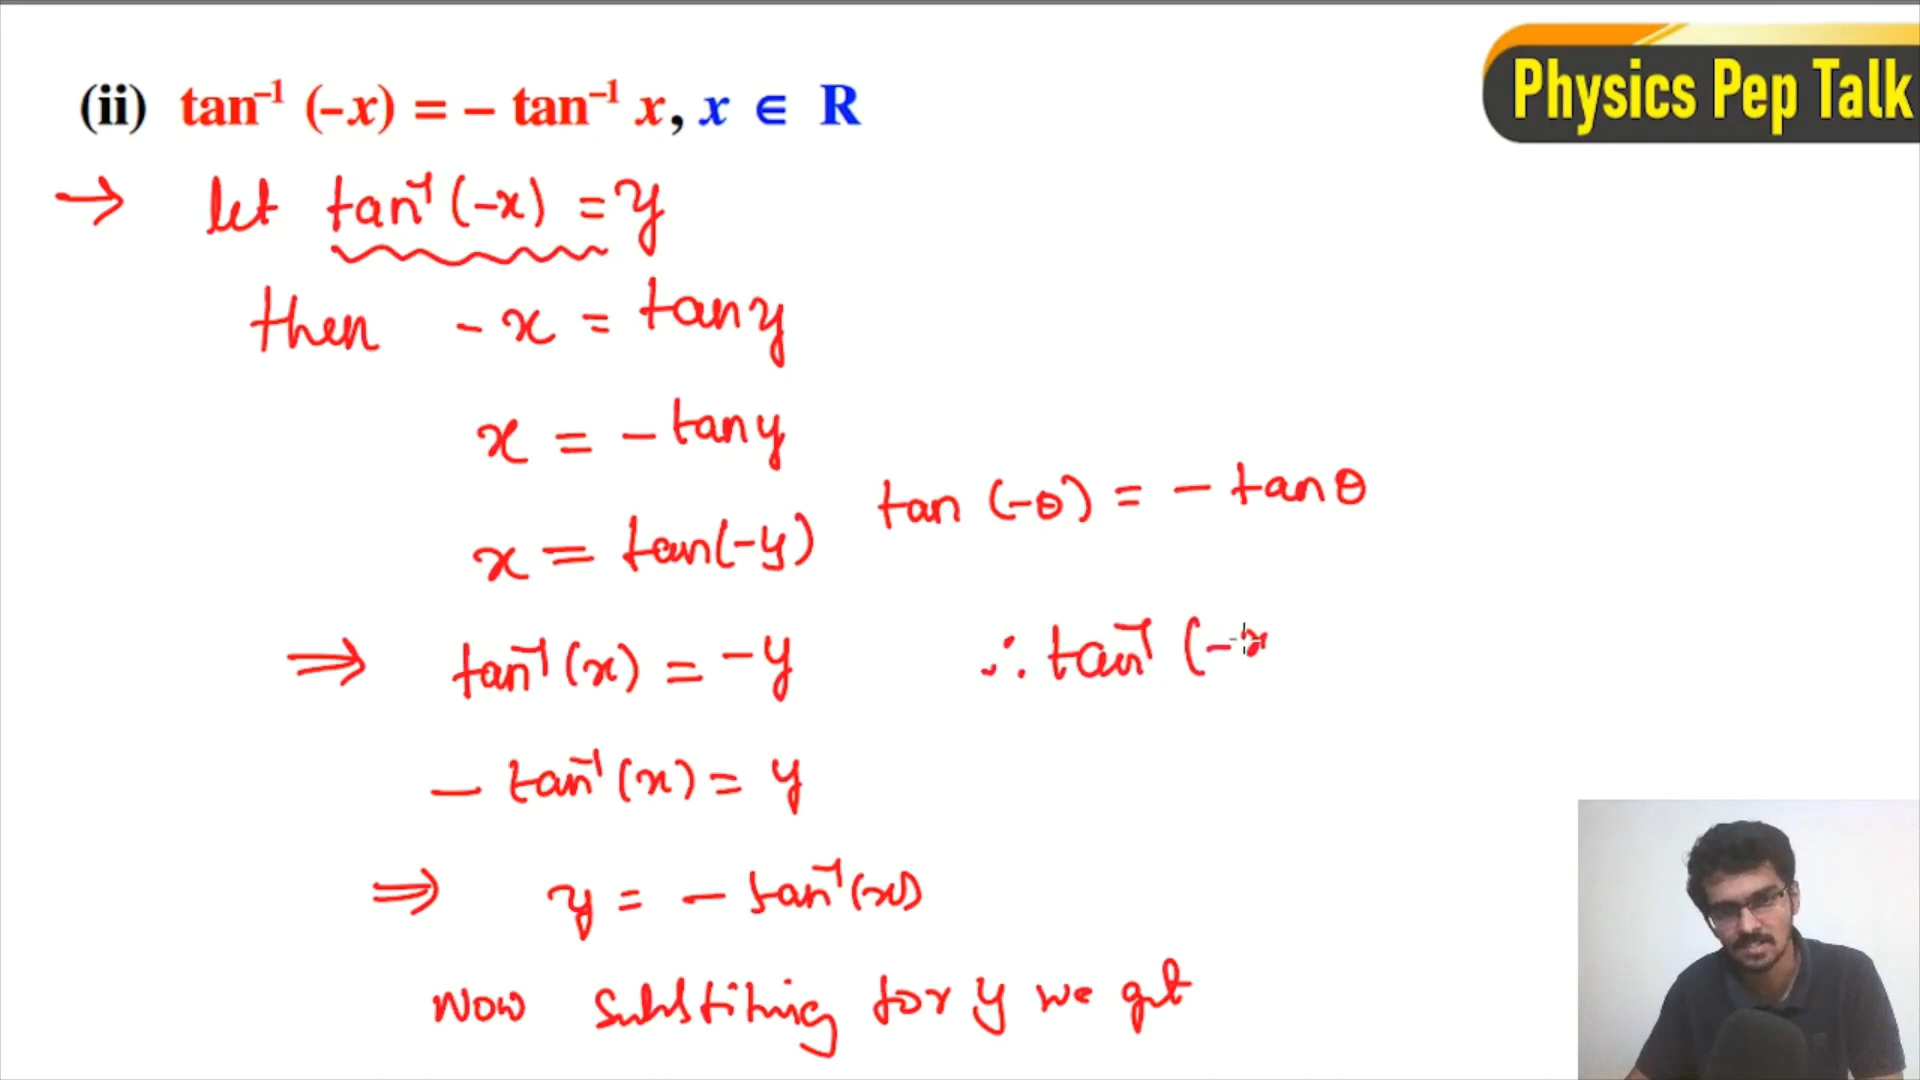 (ii) tan⁻¹ (–x) = – tan⁻¹ x, x ∈ R
Physics Pep Talk
→ let tan⁻¹ (-x) = y
then -x = tan y
x = - tan y
x = tan(-y)
tan (-θ) = - tan θ
⇒ tan⁻¹ (x) = -y
∴ tan⁻¹ (-x
- tan⁻¹ (x) = y
⇒ y = - tan⁻¹ (x)
Now substituting for y we get